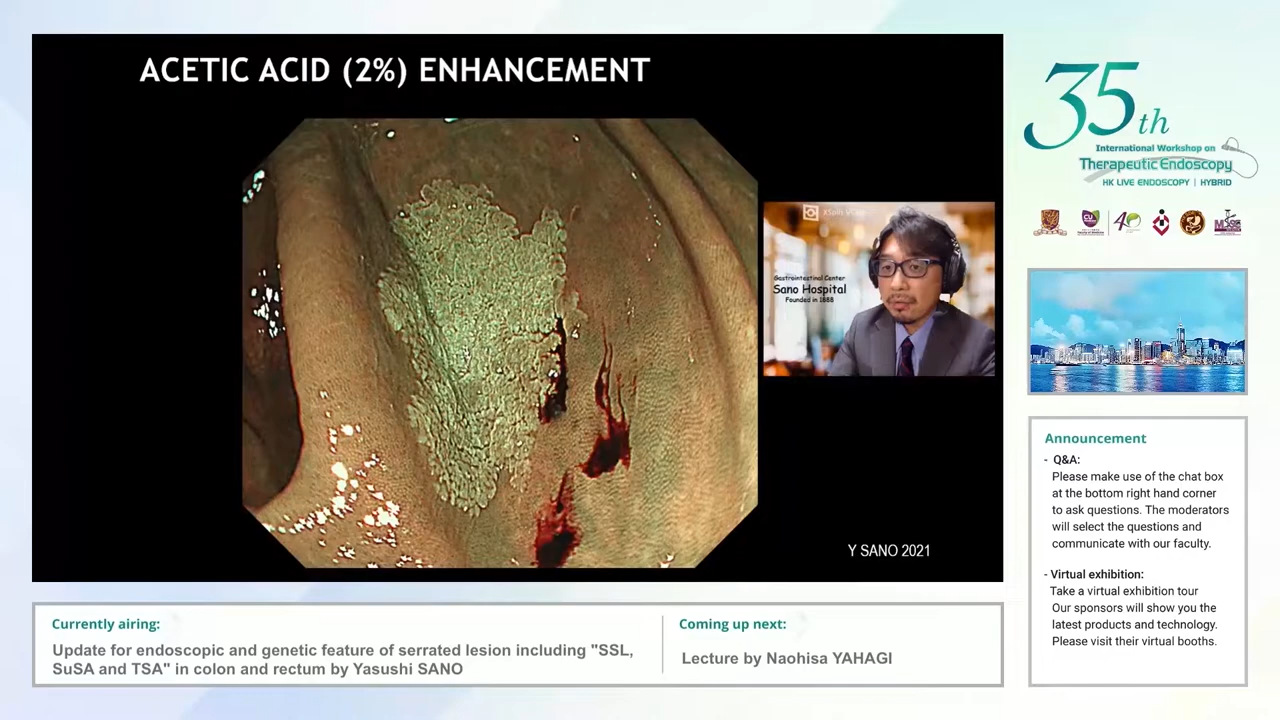 ACETIC ACID (2%) ENHANCEMENT
XSplit VCam
Gastrointestinal Center
Sano Hospital
Founded in 1888
Y SANO 2021
35th
International Workshop on
Therapeutic Endoscopy
HK LIVE ENDOSCOPY | HYBRID
Announcement
- Q&A:
Please make use of the chat box
at the bottom right hand corner
to ask questions. The moderators
will select the questions and
communicate with our faculty.
- Virtual exhibition:
Take a virtual exhibition tour
Our sponsors will show you the
latest products and technology.
Please visit their virtual booths.
Currently airing:
Update for endoscopic and genetic feature of serrated lesion including "SSL,
SuSA and TSA" in colon and rectum by Yasushi SANO
Coming up next:
Lecture by Naohisa YAHAGI